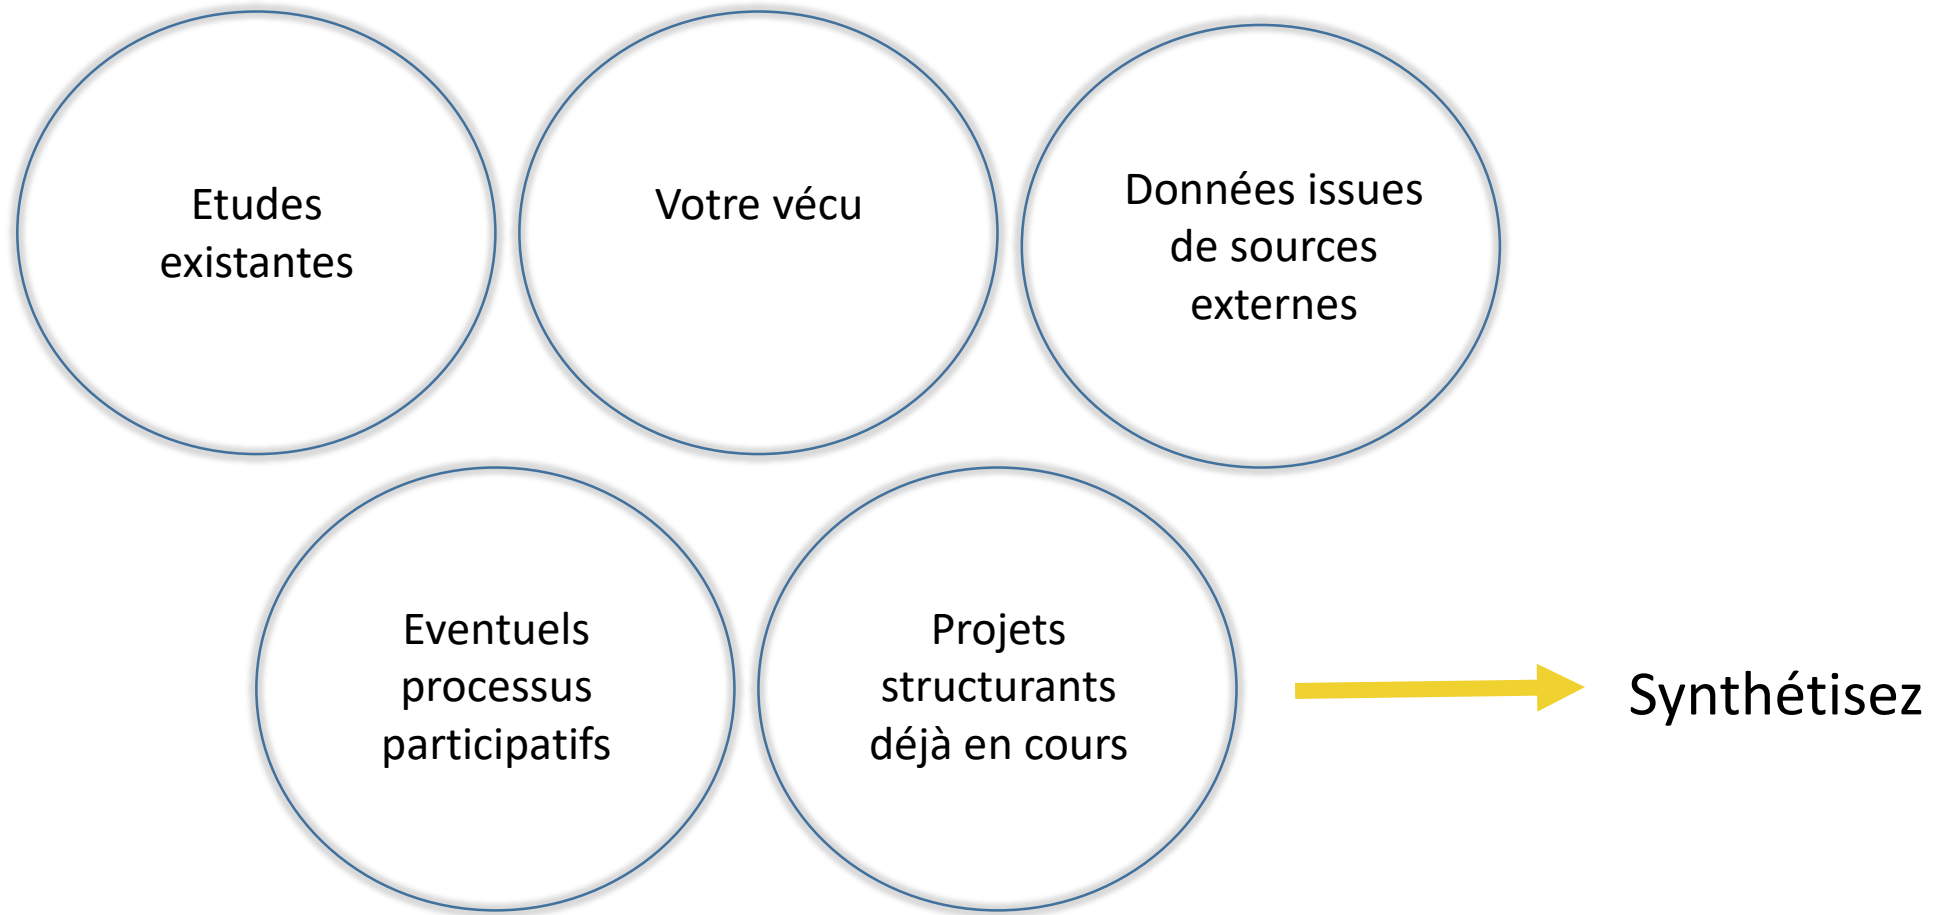 Etudes
existantes
Votre vécu
Données issues
de sources
externes
Eventuels
processus
participatifs
Projets
structurants
déjà en cours
Synthétisez